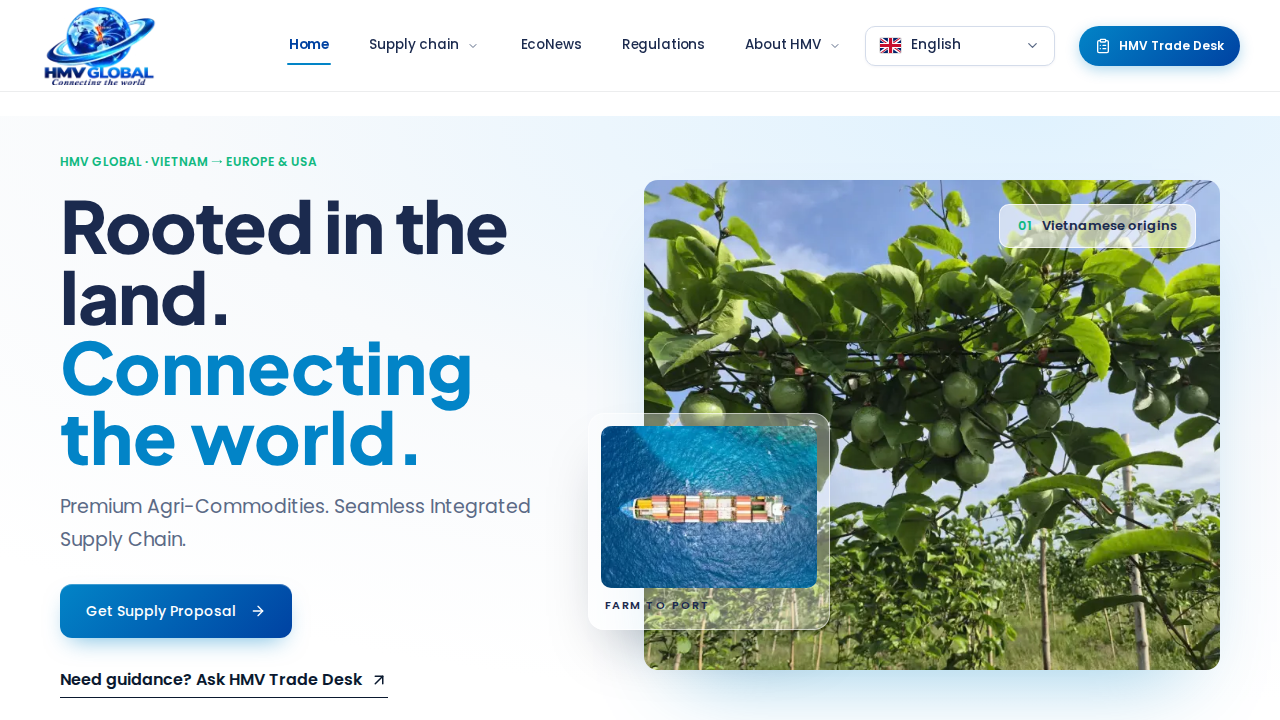 HMV GLOBAL
Connecting the world
Home
Supply chain
EcoNews
Regulations
About HMV
English
HMV Trade Desk
HMV GLOBAL · VIETNAM → EUROPE & USA
Rooted in the
land.
Connecting
the world.
Premium Agri-Commodities. Seamless Integrated
Supply Chain.
Get Supply Proposal →
Need guidance? Ask HMV Trade Desk ↗
01 Vietnamese origins
FARM TO PORT